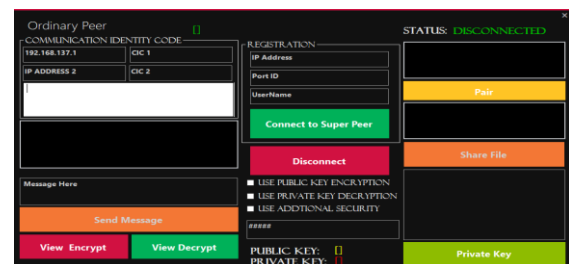 Ordinary Peer []
COMMUNICATION IDENTITY CODE
192.168.137.1 CIC 1
IP ADDRESS 2 CIC 2
Message Here
Send Message
View Encrypt View Decrypt
REGISTRATION
IP Address
Port ID
UserName
Connect to Super Peer
Disconnect
USE PUBLIC KEY ENCRYPTION
USE PRIVATE KEY DECRYPTION
USE ADDTIONAL SECURITY
#####
PUBLIC KEY: []
PRIVATE KEY: []
×
STATUS: DISCONNECTED
Pair
Share File
Private Key